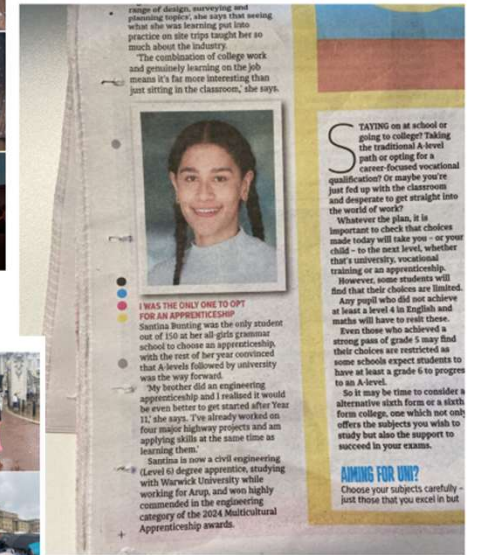 range of design, surveying and
planning topics', she says that seeing
what she was learning put into
practice on site trips taught her so
much about the industry.
'The combination of college work
and genuinely learning on the job
means it's far more interesting than
just sitting in the classroom,' she says.
I WAS THE ONLY ONE TO OPT
FOR AN APPRENTICESHIP
Santina Bunting was the only student
out of 150 at her all-girls grammar
school to choose an apprenticeship,
with the rest of her year convinced
that A-levels followed by university
was the way forward.
'My brother did an engineering
apprenticeship and I realised it would
be even better to get started after Year
11,' she says. 'I've already worked on
four major highway projects and am
applying skills at the same time as
learning them.'
Santina is now a civil engineering
(Level 6) degree apprentice, studying
with Warwick University while
working for Arup, and won highly
commended in the engineering
category of the 2024 Multicultural
Apprenticeship awards.
STAYING on at school or
going to college? Taking
the traditional A-level
path or opting for a
career-focused vocational
qualification? Or maybe you're
just fed up with the classroom
and desperate to get straight into
the world of work?
Whatever the plan, it is
important to check that choices
made today will take you – or your
child – to the next level, whether
that's university, vocational
training or an apprenticeship.
However, some students will
find that their choices are limited.
Any pupil who did not achieve
at least a level 4 in English and
maths will have to resit these.
Even those who achieved a
strong pass of grade 5 may find
their choices are restricted as
some schools expect students to
have at least a grade 6 to progres
to an A-level.
So it may be time to consider a
alternative sixth form or a sixth
form college, one which not only
offers the subjects you wish to
study but also the support to
succeed in your exams.
AIMING FOR UNI?
Choose your subjects carefully –
just those that you excel in but